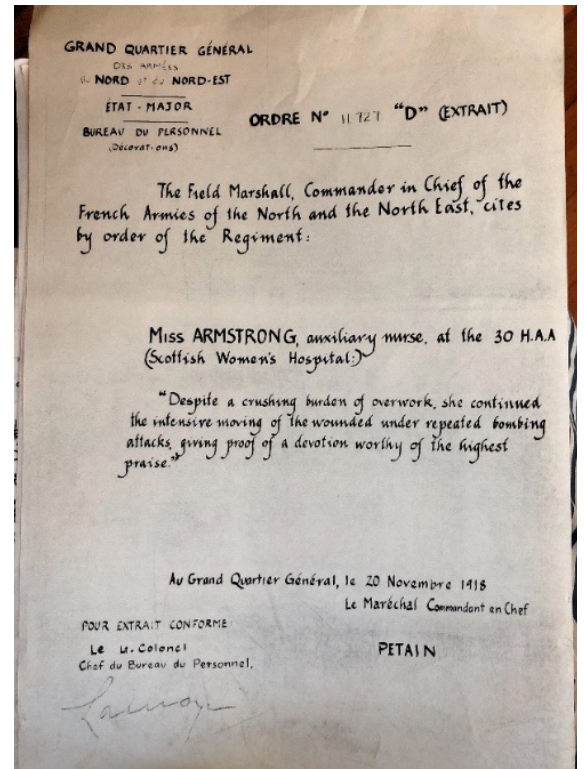 GRAND QUARTIER GÉNÉRAL
DES ARMÉES
du NORD et du NORD-EST
ÉTAT-MAJOR
BUREAU DU PERSONNEL
(Décorations)
ORDRE N° 11.727 "D" (EXTRAIT)
The Field Marshall, Commander in Chief of the
French Armies of the North and the North East, cites
by order of the Regiment:
Miss ARMSTRONG, auxiliary nurse, at the 30 H.A.A
(Scottish Women's Hospital:)
"Despite a crushing burden of overwork, she continued
the intensive moving of the wounded under repeated bombing
attacks, giving proof of a devotion worthy of the highest
praise."
Au Grand Quartier Général, le 20 Novembre 1918
Le Maréchal Commandant en Chef
PETAIN
POUR EXTRAIT CONFORME:
Le Lt. Colonel
Chef du Bureau du Personnel,